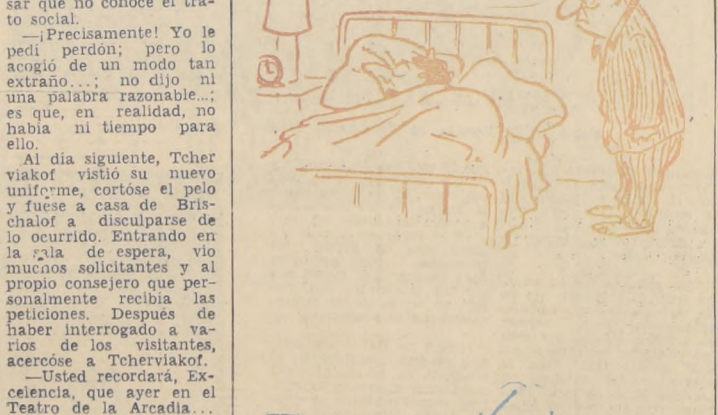 sar que no conoce el tra-
to social.
—¡Precisamente! Yo le
pedí perdón; pero lo
acogió de un modo tan
extraño...; no dijo ni
una palabra razonable...;
es que, en realidad, no
había ni tiempo para
ello.
Al día siguiente, Tcher
viakof vistió su nuevo
uniforme, cortóse el pelo
y fuése a casa de Bris-
chalof a disculparse de
lo ocurrido. Entrando en
la sala de espera, vio
muchos solicitantes y al
propio consejero que per-
sonalmente recibía las
peticiones. Después de
haber interrogado a va-
rios de los visitantes,
acercóse a Tcherviakof.
—Usted recordará, Ex-
celencia, que ayer en el
Teatro de la Arcadia...